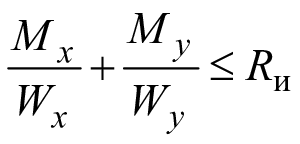 M_x/W_x + M_y/W_y ≤ R_и